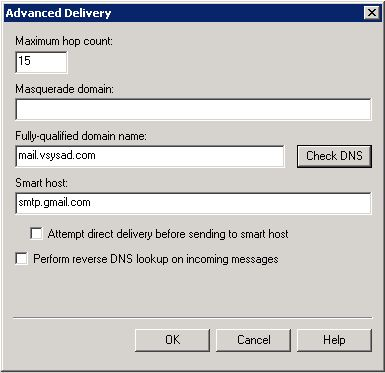 Advanced Delivery
Maximum hop count:
15
Masquerade domain:
Fully-qualified domain name:
mail.vsysad.com
Check DNS
Smart host:
smtp.gmail.com
Attempt direct delivery before sending to smart host
Perform reverse DNS lookup on incoming messages
OK Cancel Help